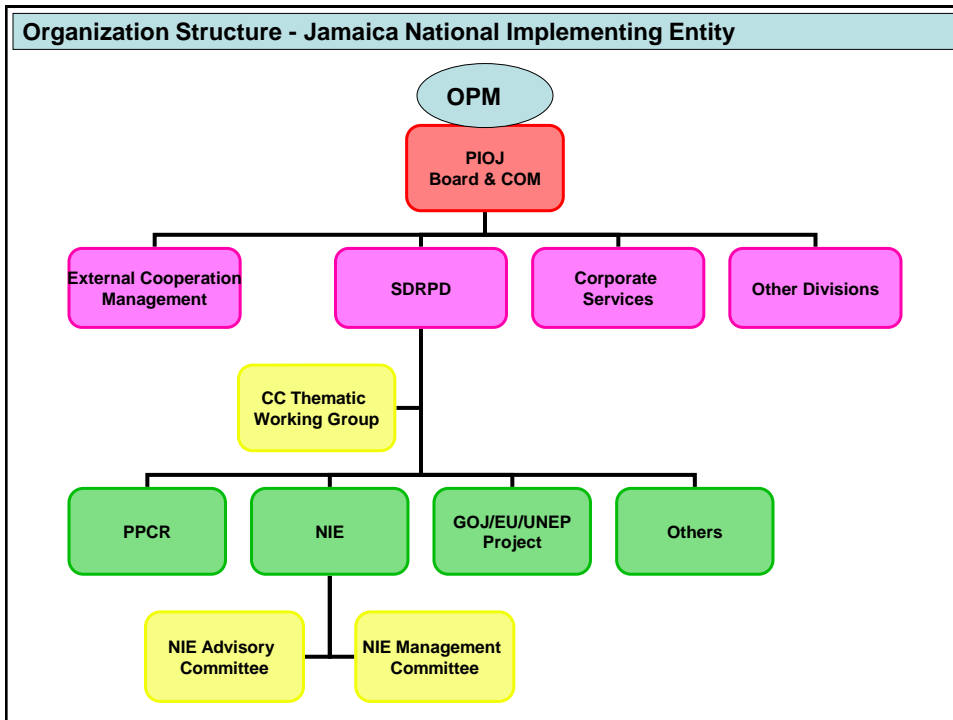 Organization Structure - Jamaica National Implementing Entity
OPM
PIOJ
Board & COM
External Cooperation
Management
SDRPD
Corporate
Services
Other Divisions
CC Thematic
Working Group
PPCR
NIE
GOJ/EU/UNEP
Project
Others
NIE Advisory
Committee
NIE Management
Committee